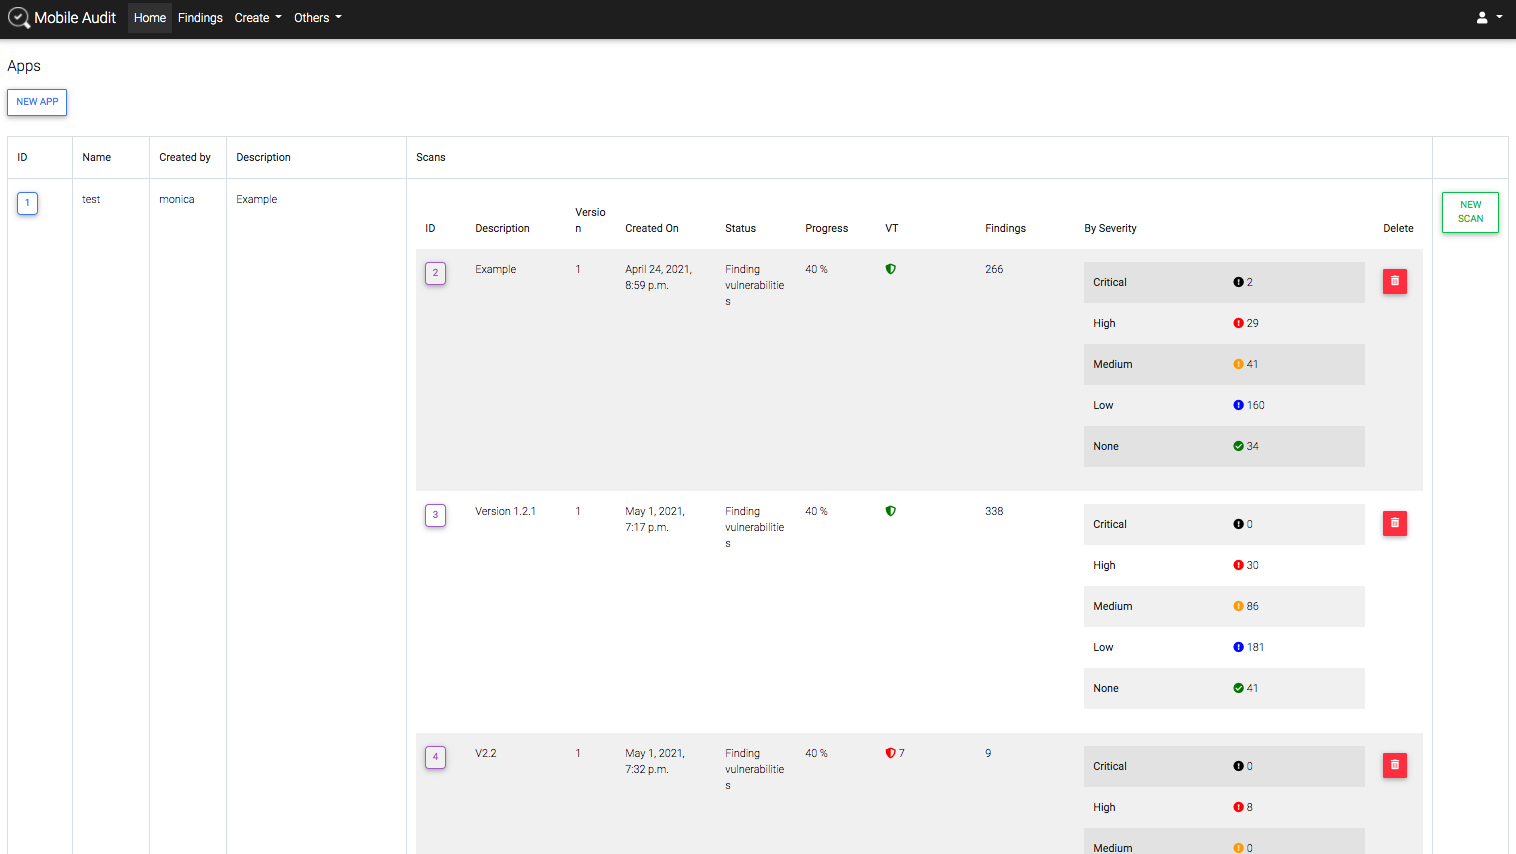 Mobile Audit Home Findings Create Others
Apps
NEW APP
ID Name Created by Description Scans
1 test monica Example
NEW
SCAN
ID Description Versio
n Created On Status Progress VT Findings By Severity Delete
2 Example 1 April 24, 2021,
8:59 p.m. Finding
vulnerabilitie
s 40 % 266
Critical 2
High 29
Medium 41
Low 160
None 34
3 Version 1.2.1 1 May 1, 2021,
7:17 p.m. Finding
vulnerabilitie
s 40 % 338
Critical 0
High 30
Medium 86
Low 181
None 41
4 V2.2 1 May 1, 2021,
7:32 p.m. Finding
vulnerabilitie
s 40 % 7 9
Critical 0
High 8
Medium 0